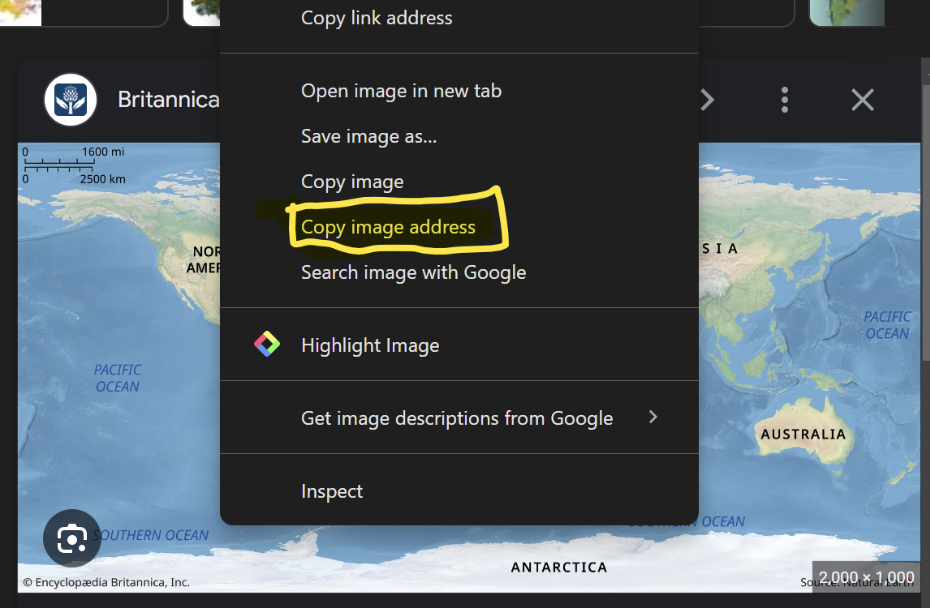 Copy link address
Britannica
Open image in new tab
Save image as...
Copy image
Copy image address
Search image with Google
Highlight Image
Get image descriptions from Google
Inspect
0 1600 mi
0 2500 km
NOR
AMER
S I A
PACIFIC
OCEAN
PACIFIC
OCEAN
AUSTRALIA
SOUTHERN OCEAN
OCEAN
ANTARCTICA
© Encyclopædia Britannica, Inc.
Source: Natural Earth
2,000 × 1,000